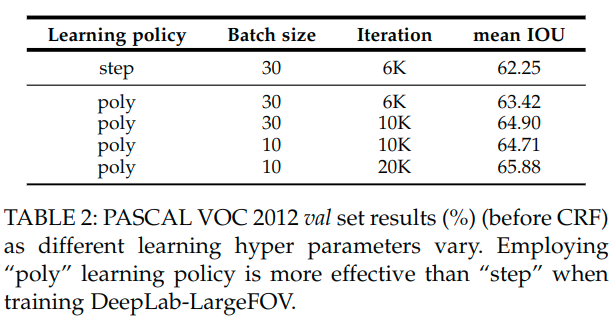 Learning policy Batch size Iteration mean IOU
step 30 6K 62.25
poly 30 6K 63.42
poly 30 10K 64.90
poly 10 10K 64.71
poly 10 20K 65.88
TABLE 2: PASCAL VOC 2012 val set results (%) (before CRF)
as different learning hyper parameters vary. Employing
“poly” learning policy is more effective than “step” when
training DeepLab-LargeFOV.